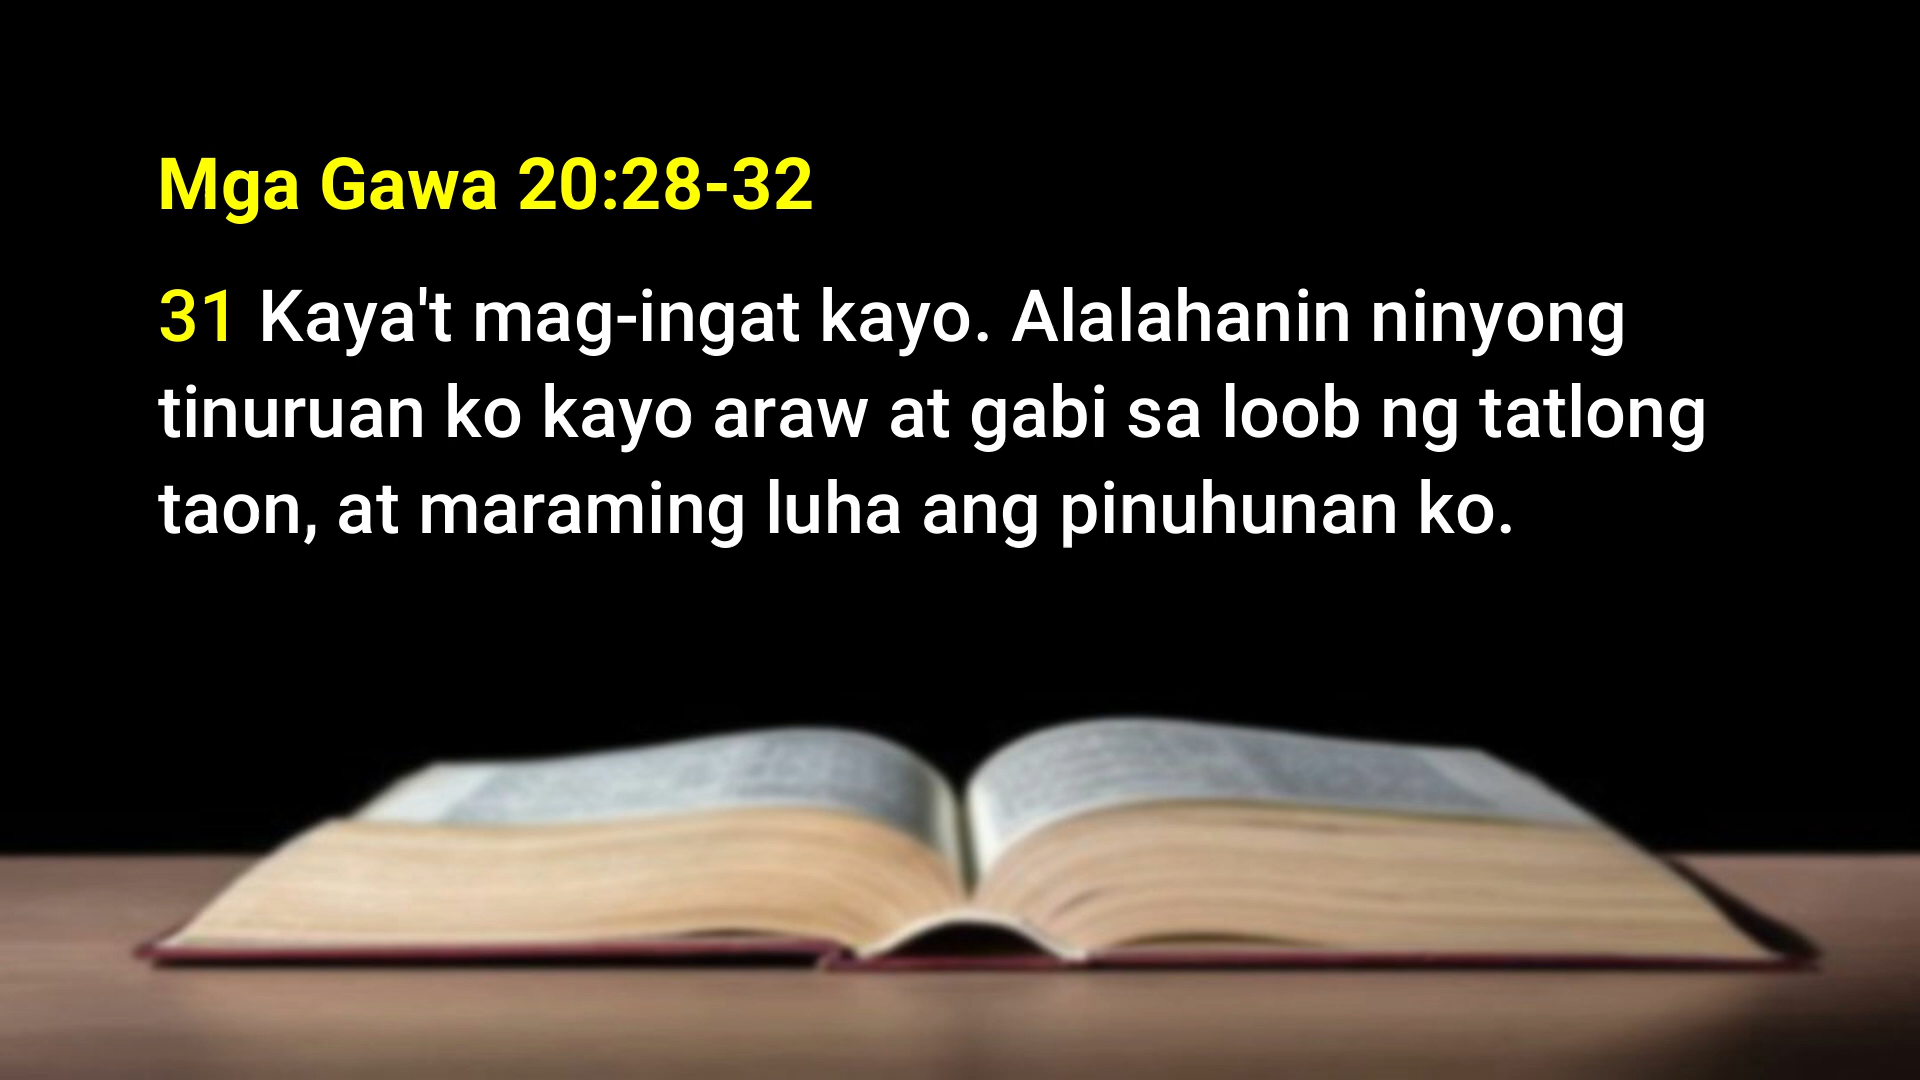 Mga Gawa 20:28-32
31 Kaya't mag-ingat kayo. Alalahanin ninyong
tinuruan ko kayo araw at gabi sa loob ng tatlong
taon, at maraming luha ang pinuhunan ko.